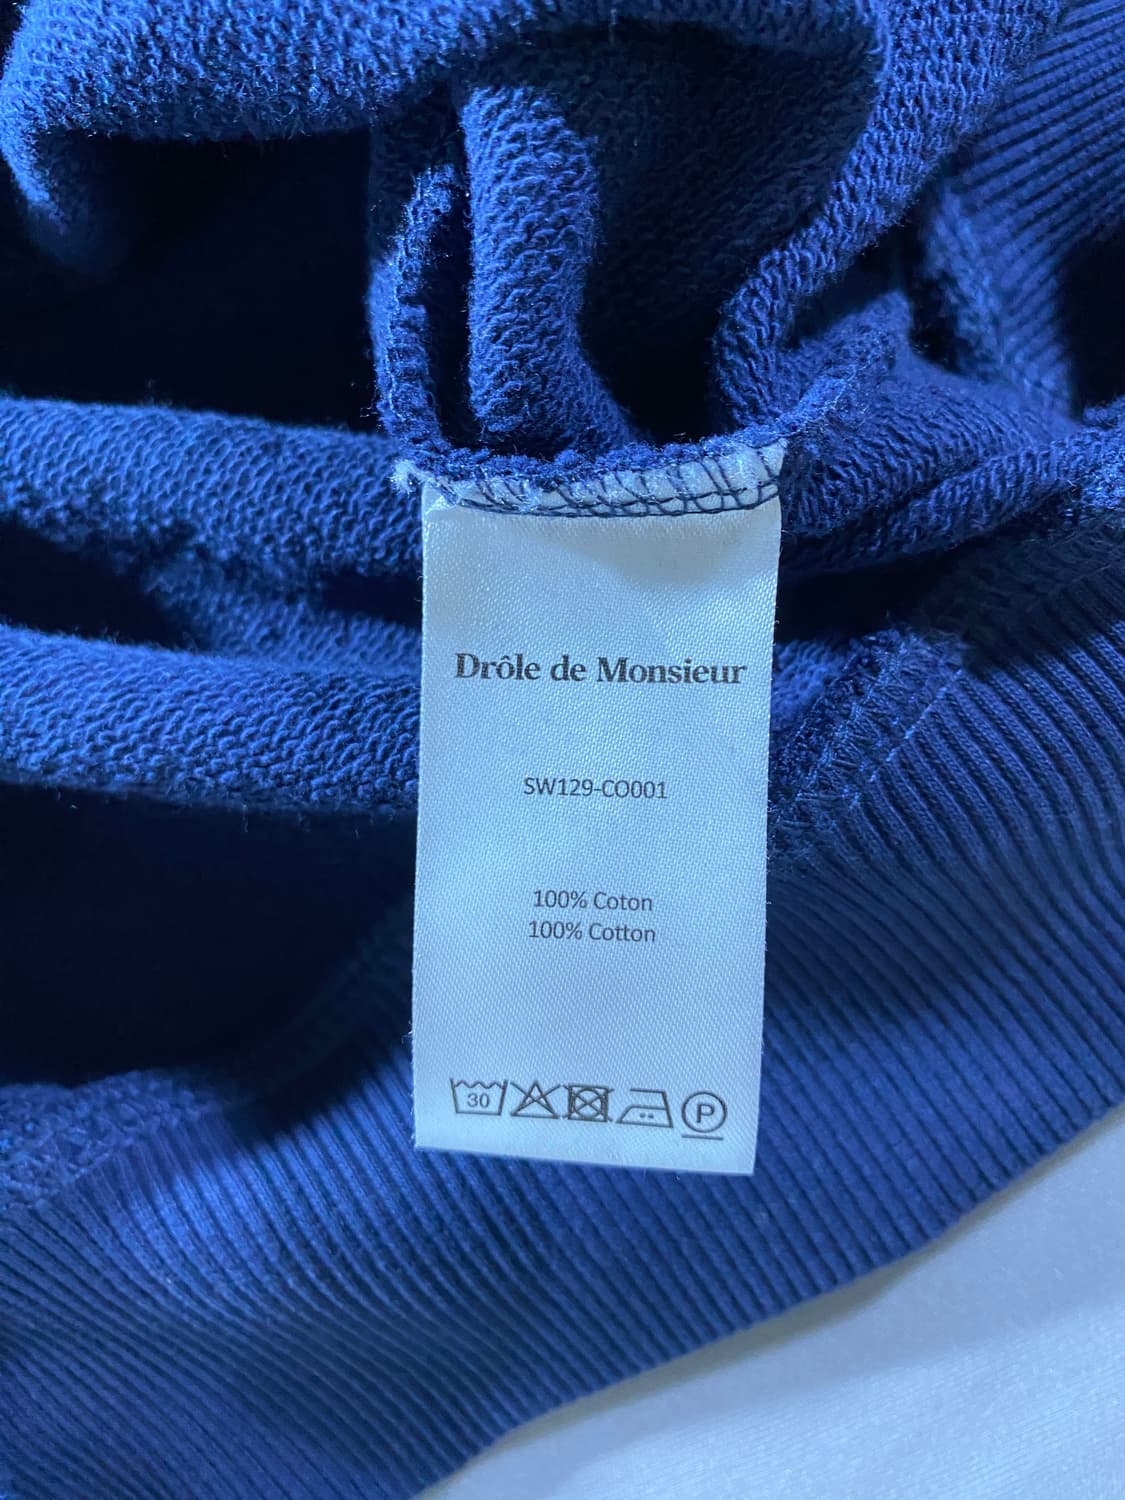 Drôle de Monsieur
SW129-CO001
100% Coton
100% Cotton
30 P